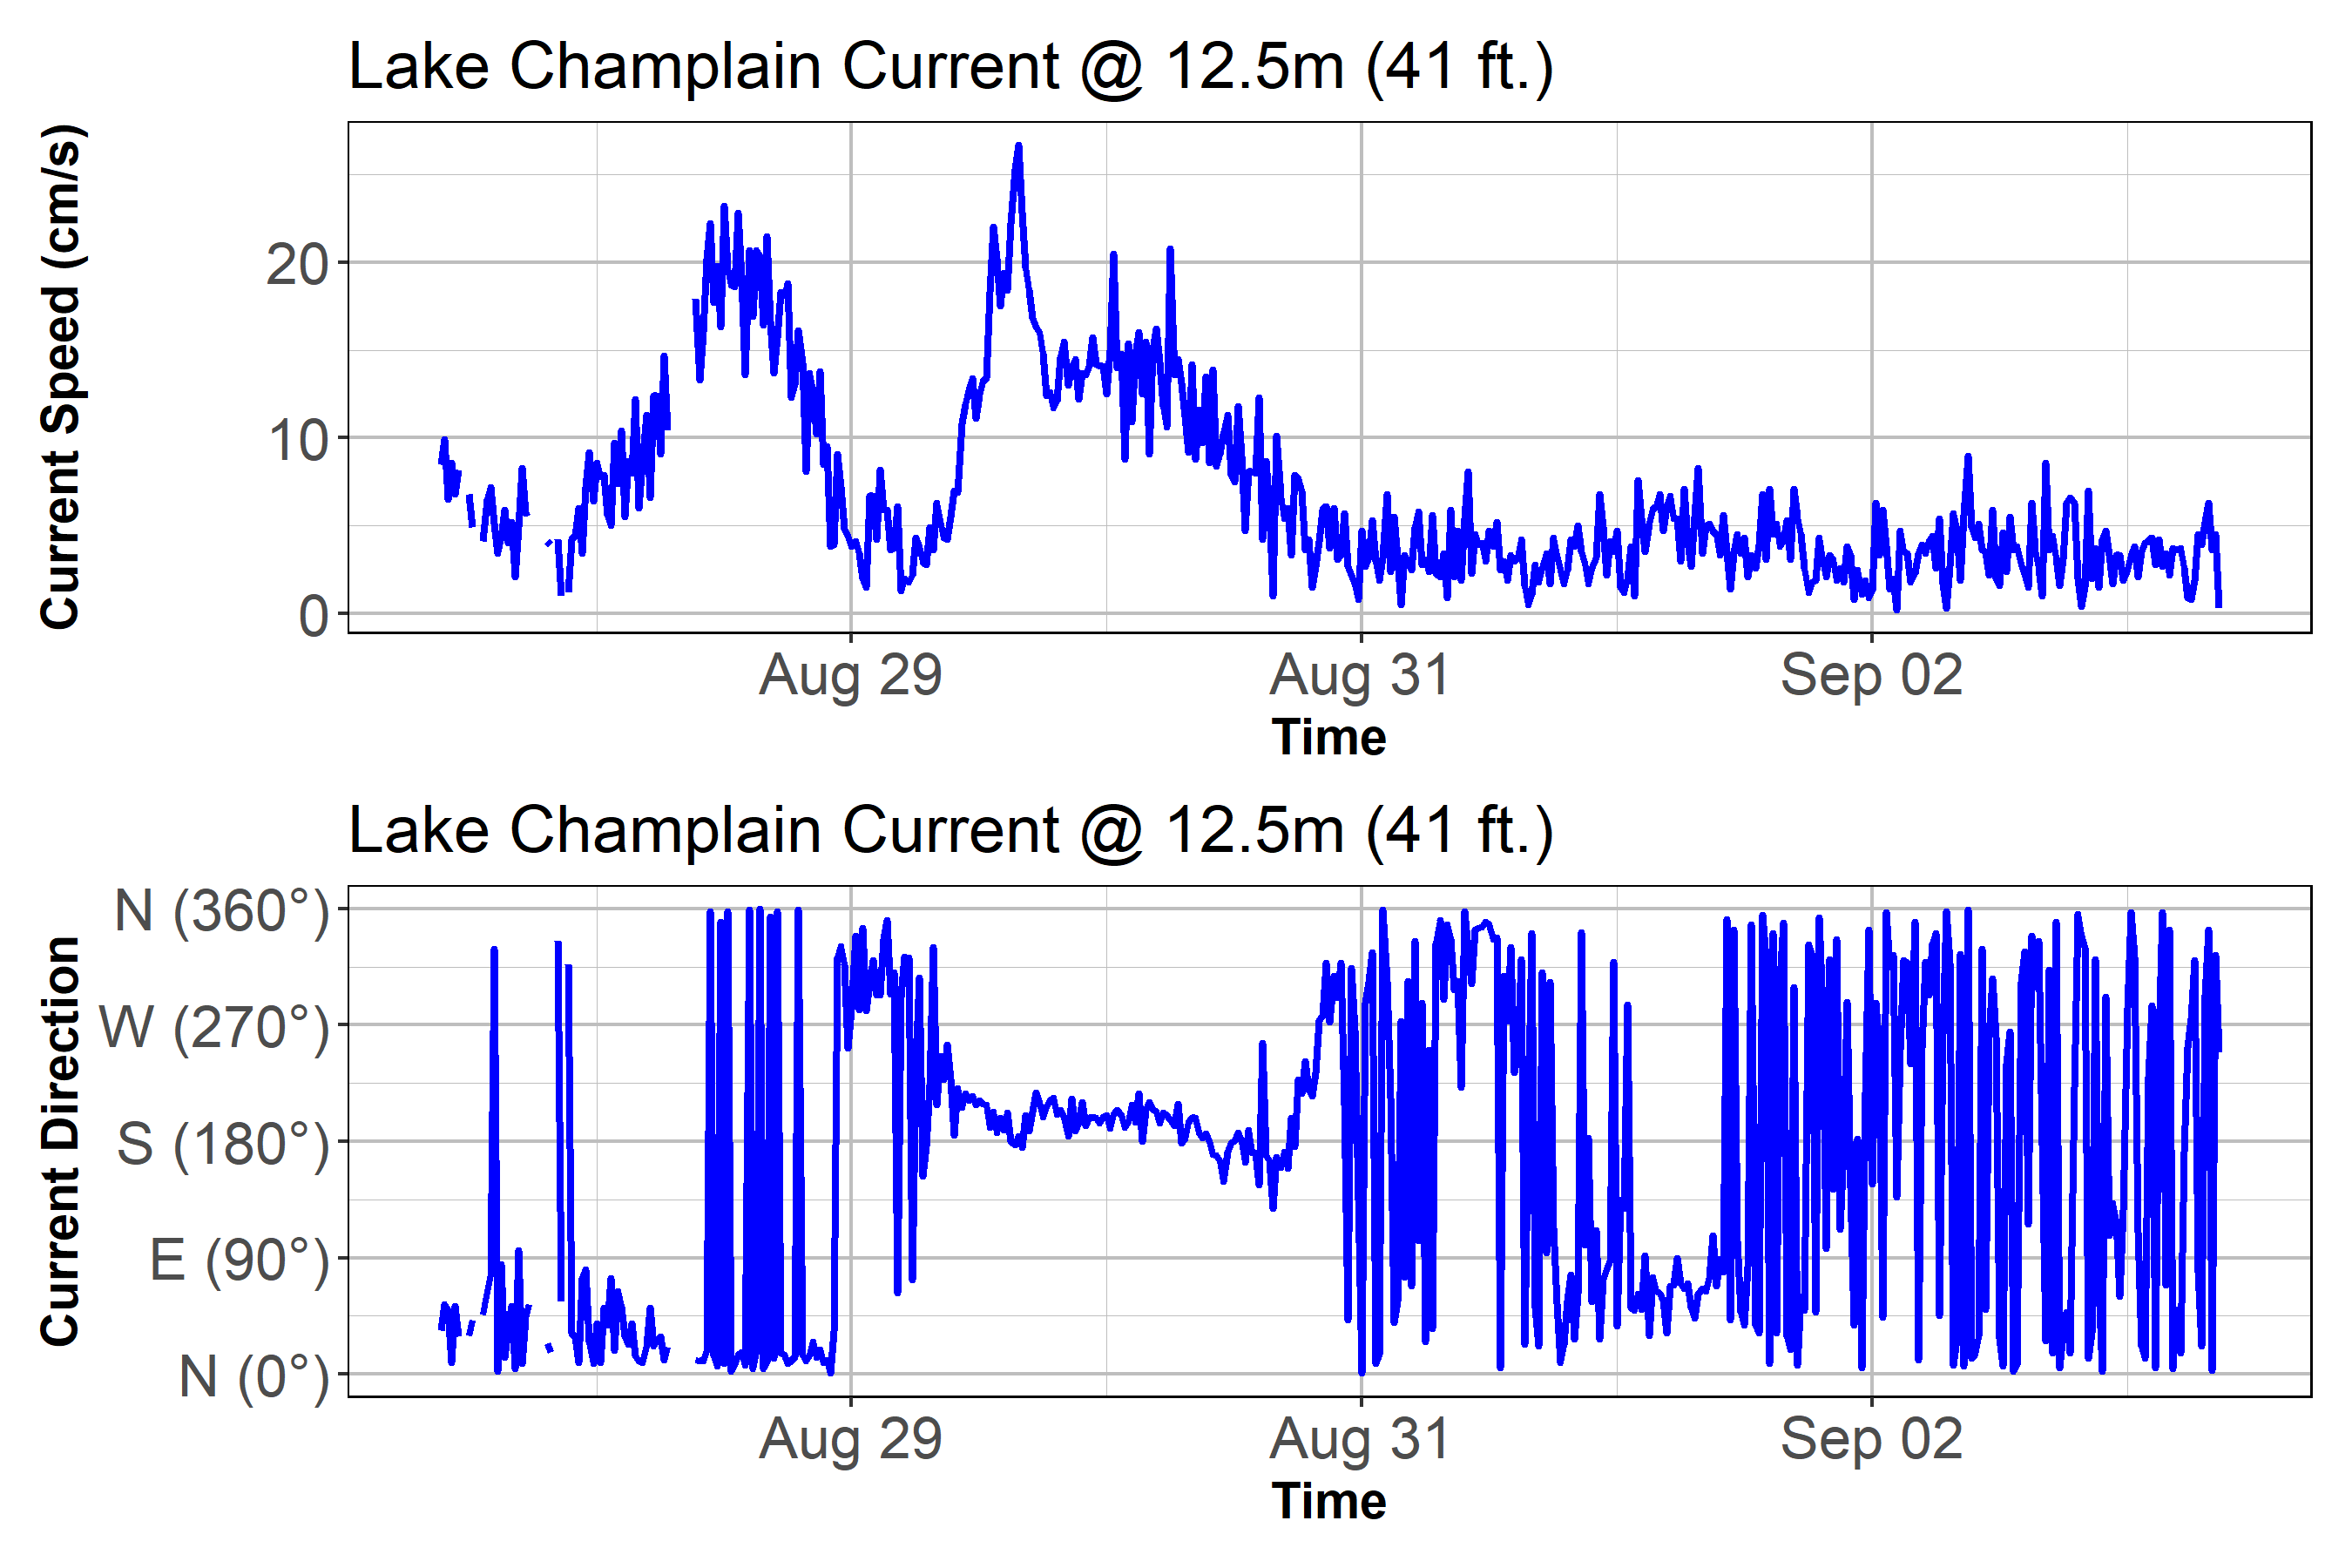 Lake Champlain Current @ 12.5m (41 ft.)
Current Speed (cm/s)
20
10
0
Aug 29
Aug 31
Sep 02
Time
Lake Champlain Current @ 12.5m (41 ft.)
Current Direction
N (360°)
W (270°)
S (180°)
E (90°)
N (0°)
Aug 29
Aug 31
Sep 02
Time